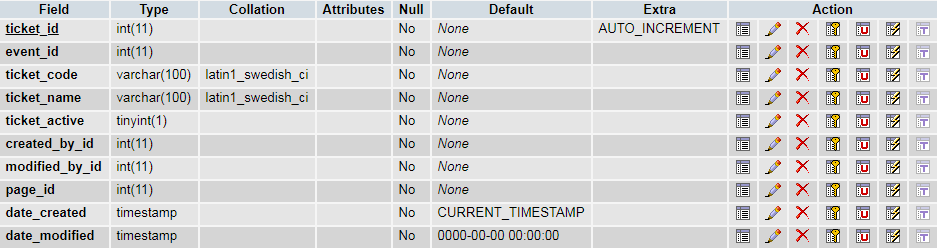 Field Type Collation Attributes Null Default Extra Action
ticket_id int(11) No None AUTO_INCREMENT
event_id int(11) No None
ticket_code varchar(100) latin1_swedish_ci No None
ticket_name varchar(100) latin1_swedish_ci No None
ticket_active tinyint(1) No None
created_by_id int(11) No None
modified_by_id int(11) No None
page_id int(11) No None
date_created timestamp No CURRENT_TIMESTAMP
date_modified timestamp No 0000-00-00 00:00:00